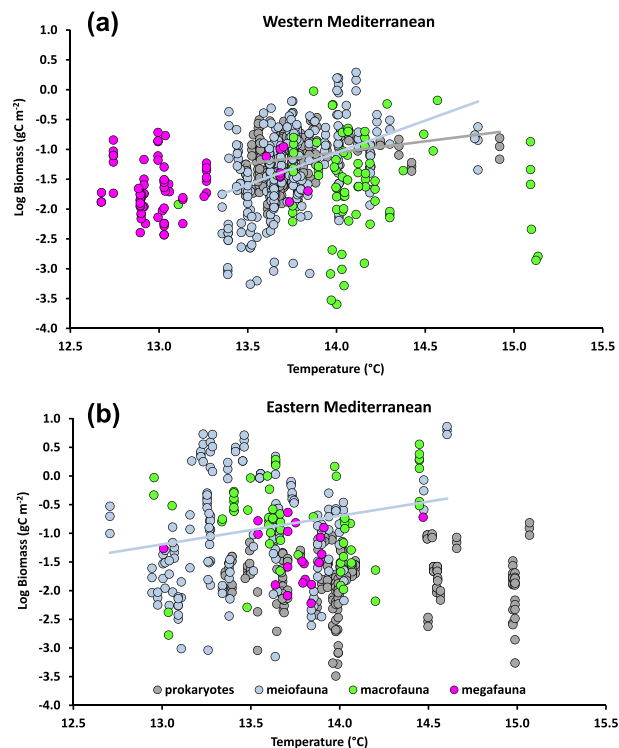 (a)
Western Mediterranean
Log Biomass (gC m-2)
1.0
0.5
0.0
-0.5
-1.0
-1.5
-2.0
-2.5
-3.0
-3.5
-4.0
12.5 13.0 13.5 14.0 14.5 15.0 15.5
Temperature (°C)
(b)
Eastern Mediterranean
Log Biomass (gC m-2)
1.0
0.5
0.0
-0.5
-1.0
-1.5
-2.0
-2.5
-3.0
-3.5
-4.0
prokaryotes meiofauna macrofauna megafauna
12.5 13.0 13.5 14.0 14.5 15.0 15.5
Temperature (°C)